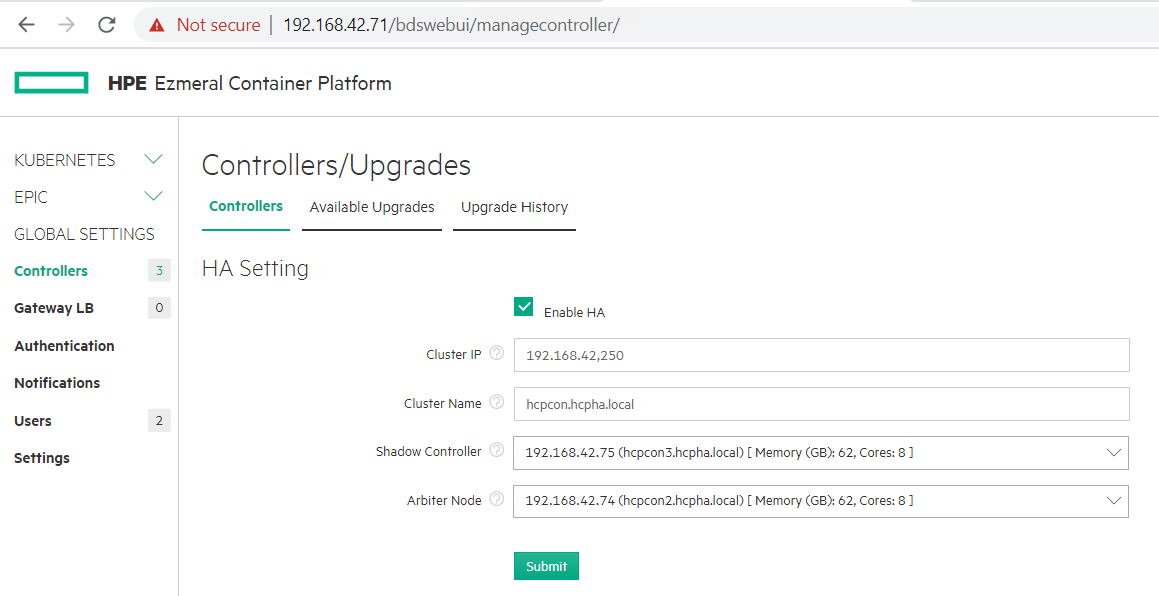 Not secure | 192.168.42.71/bdswebui/managecontroller/
HPE Ezmeral Container Platform
KUBERNETES
EPIC
GLOBAL SETTINGS
Controllers 3
Gateway LB 0
Authentication
Notifications
Users 2
Settings
Controllers/Upgrades
Controllers Available Upgrades Upgrade History
HA Setting
Enable HA
Cluster IP ? 192.168.42,250
Cluster Name ? hcpcon.hcpha.local
Shadow Controller ? 192.168.42.75 (hcpcon3.hcpha.local) [ Memory (GB): 62, Cores: 8 ]
Arbiter Node ? 192.168.42.74 (hcpcon2.hcpha.local) [ Memory (GB): 62, Cores: 8 ]
Submit